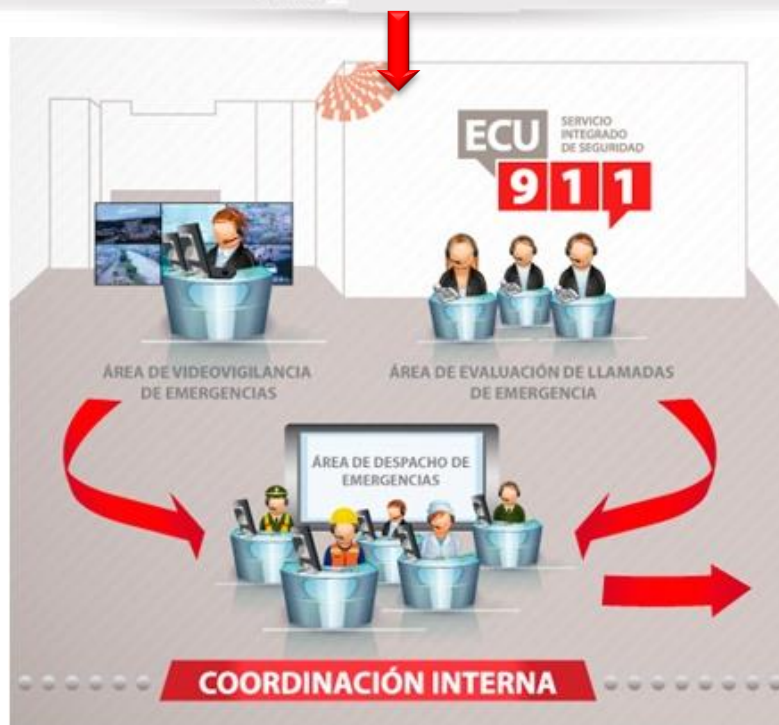 ECU
SERVICIO
INTEGRADO
DE SEGURIDAD
911
ÁREA DE VIDEOVIGILANCIA
DE EMERGENCIAS
ÁREA DE EVALUACIÓN DE LLAMADAS
DE EMERGENCIA
ÁREA DE DESPACHO DE
EMERGENCIAS
COORDINACIÓN INTERNA